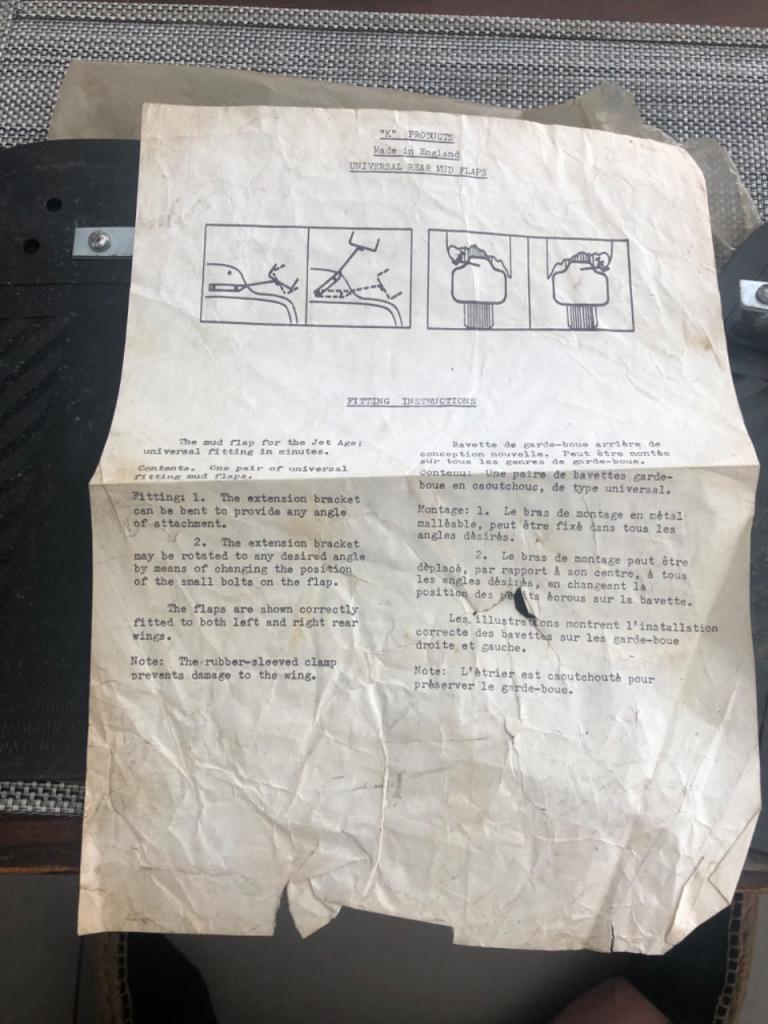 "K" PRODUCTS
Made in England
UNIVERSAL REAR MUD FLAPS
FITTING INSTRUCTIONS
The mud flap for the Jet Age;
universal fitting in minutes.
Contents. One pair of universal
fitting mud flaps.
Fitting: 1. The extension bracket
can be bent to provide any angle
of attachment.
2. The extension bracket
may be rotated to any desired angle
by means of changing the position
of the small bolts on the flap.
The flaps are shown correctly
fitted to both left and right rear
wings.
Note: The rubber-sleeved clamp
prevents damage to the wing.
Bavette de garde-boue arrière de
conception nouvelle. Peut être montée
sur tous les genres de garde-boue.
Contenu: Une paire de bavettes garde-
boue en caoutchouc, de type universal.
Montage: 1. Le bras de montage en métal
malléable, peut être fixé dans tous les
angles désirés.
2. Le bras de montage peut être
déplacé, par rapport à son centre, à tous
les angles désirés, en changeant la
position des écrous sur la bavette.
Les illustrations montrent l'installation
correcte des bavettes sur les garde-boue
droite et gauche.
Note: L'étrier est caoutchouté pour
préserver le garde-boue.